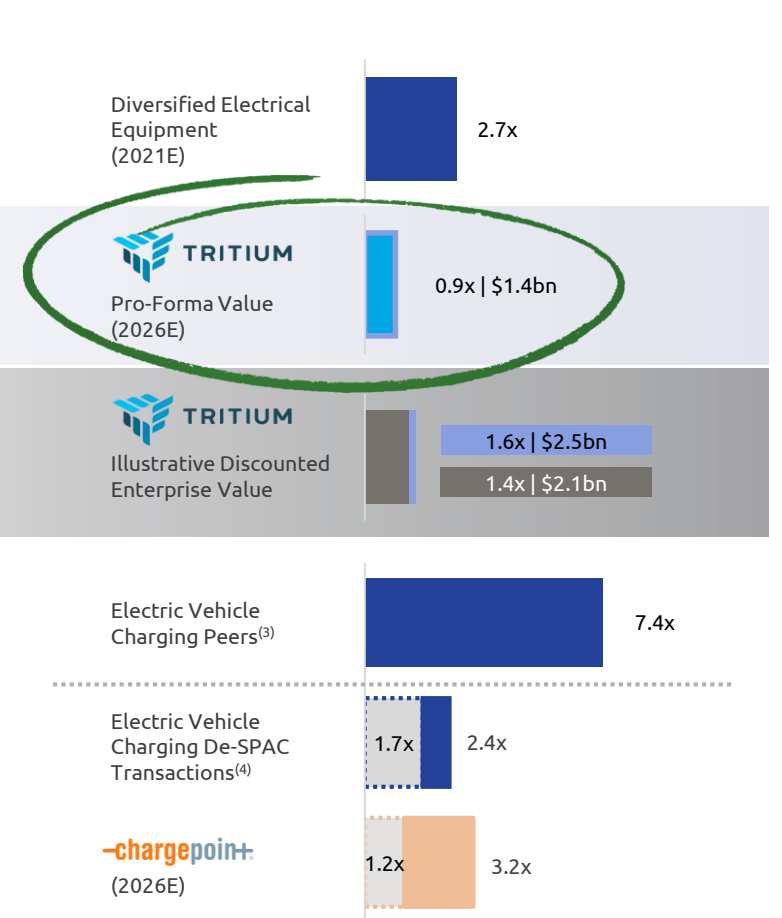 Diversified Electrical
Equipment
(2021E)
2.7x
TRITIUM
Pro-Forma Value
(2026E)
0.9x | $1.4bn
TRITIUM
Illustrative Discounted
Enterprise Value
1.6x | $2.5bn
1.4x | $2.1bn
Electric Vehicle
Charging Peers(3)
7.4x
Electric Vehicle
Charging De-SPAC
Transactions(4)
1.7x
2.4x
-chargepoin+.
(2026E)
1.2x
3.2x